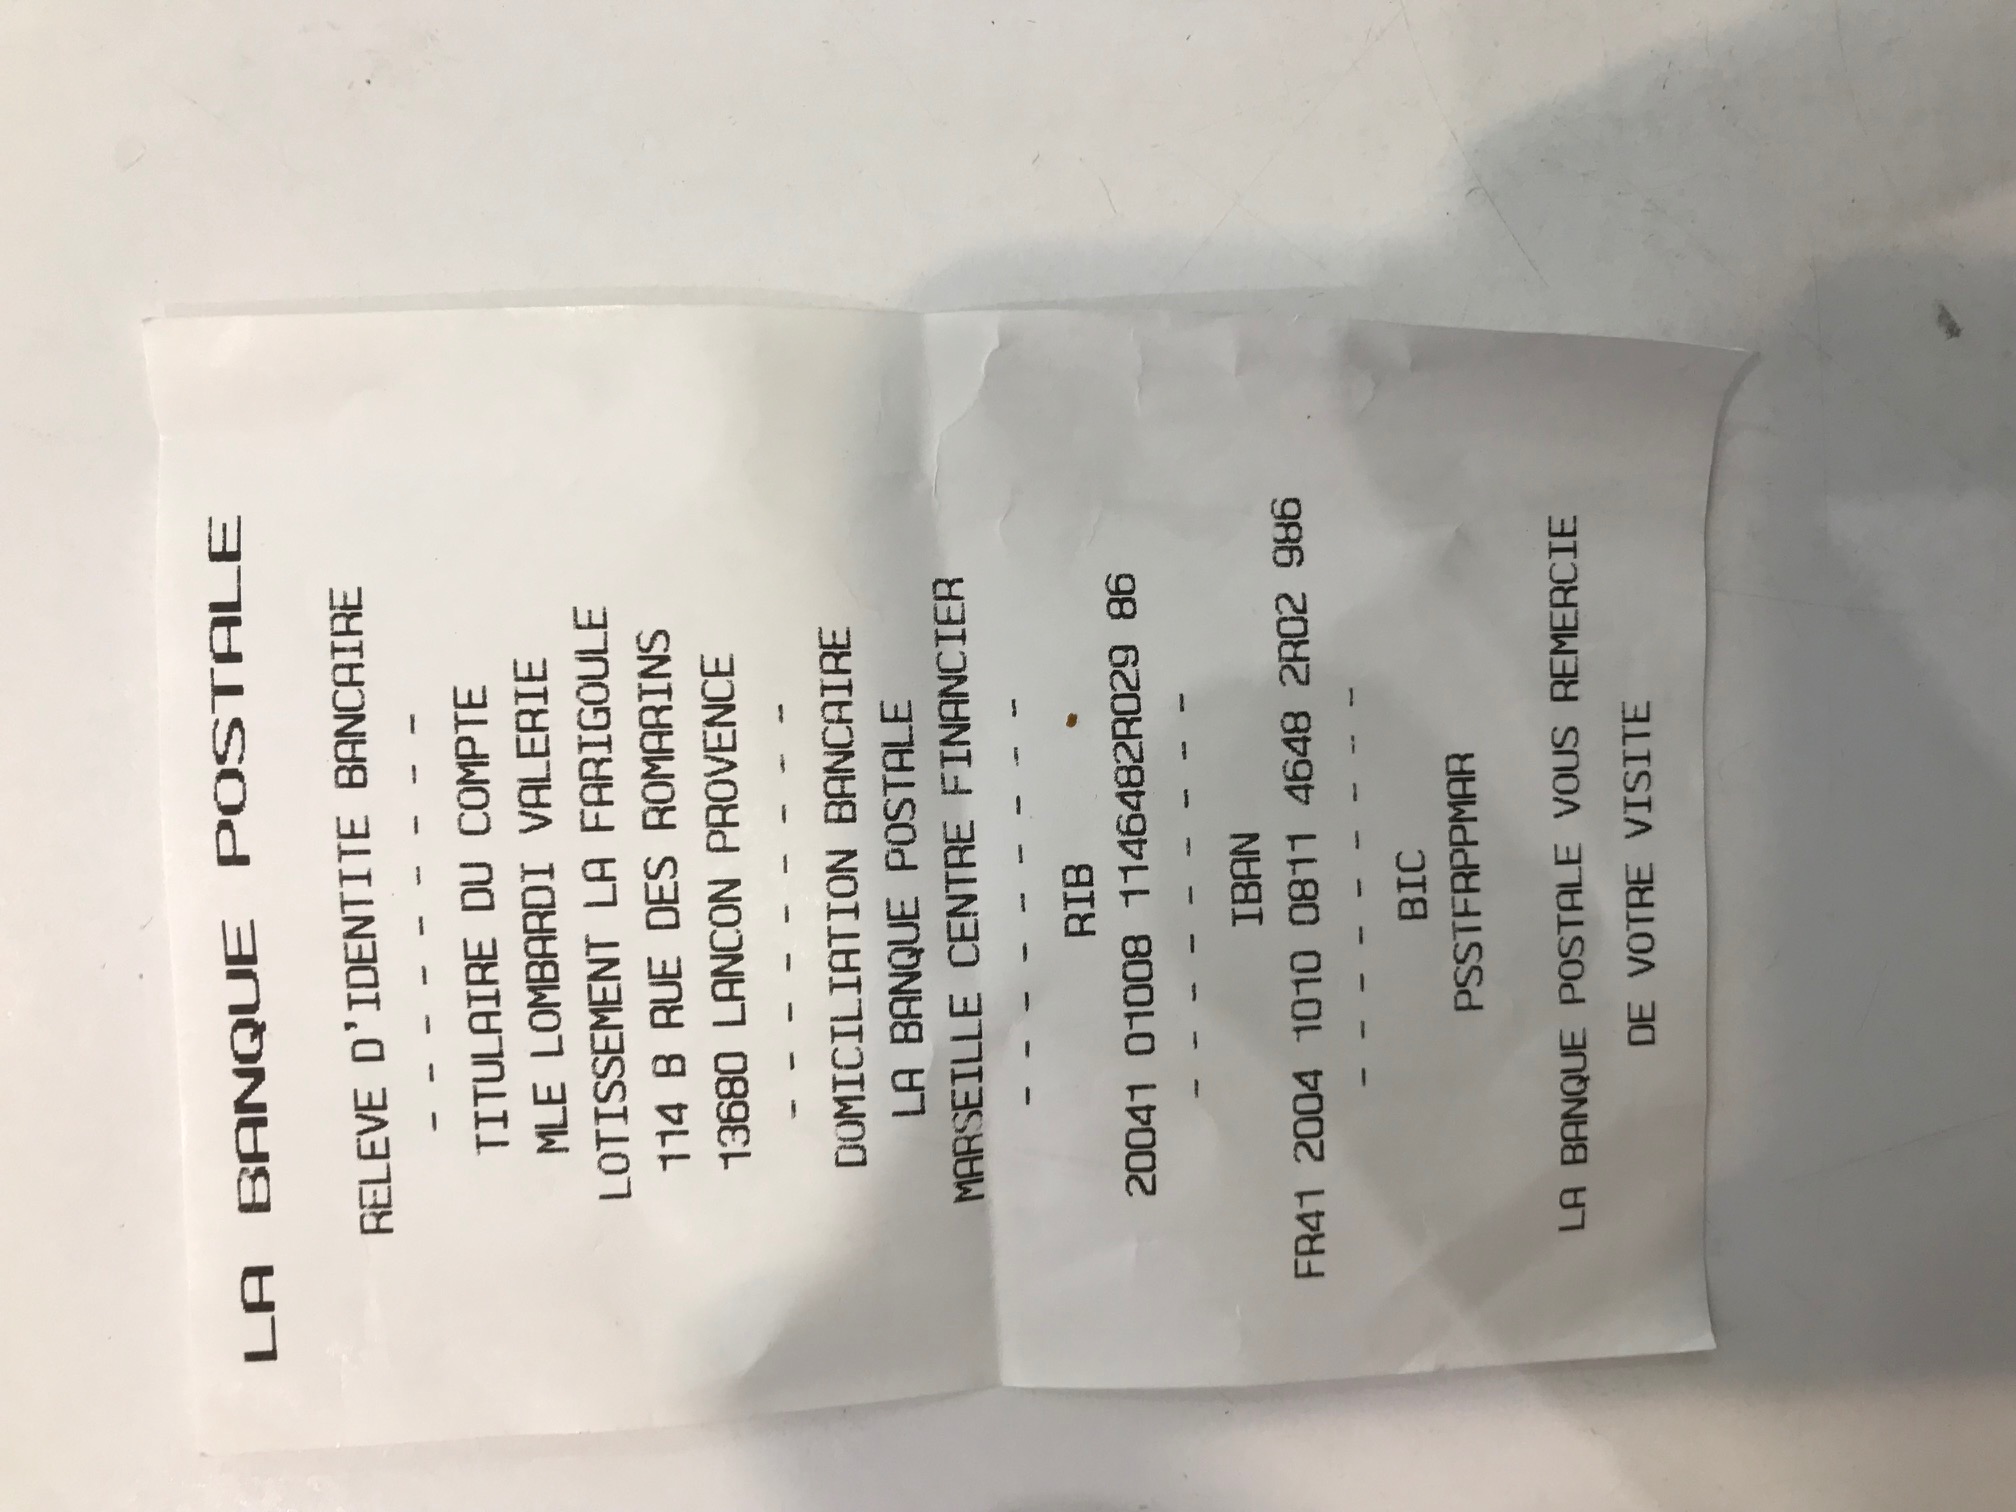 LA BANQUE POSTALE
RELEVE D'IDENTITE BANCAIRE
- - - - - - - -
TITULAIRE DU COMPTE
MLE LOMBARDI VALERIE
LOTISSEMENT LA FARIGOULE
114 B RUE DES ROMARINS
13680 LANCON PROVENCE
- - - - - - - -
DOMICILIATION BANCAIRE
LA BANQUE POSTALE
MARSEILLE CENTRE FINANCIER
- - - - - - - -
RIB
20041 01008 1146482R029 86
- - - - - - - -
IBAN
FR41 2004 1010 0811 4648 2R02 986
- - - - - - - -
BIC
PSSTFRPPMAR
LA BANQUE POSTALE VOUS REMERCIE
DE VOTRE VISITE